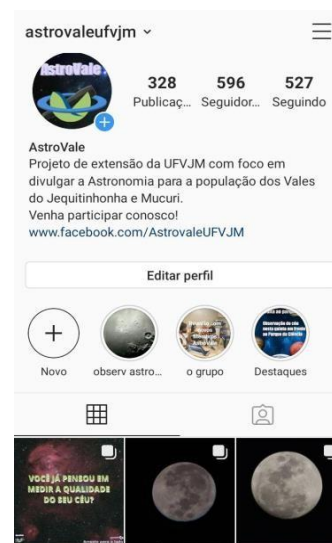 astrovaleufvjm
AstroVale
328 596 527
Publicaç... Seguidor... Seguindo
AstroVale
Projeto de extensão da UFVJM com foco em
divulgar a Astronomia para a população dos Vales
do Jequitinhonha e Mucuri.
Venha participar conosco!
www.facebook.com/AstrovaleUFVJM
Editar perfil
Novo observ astro... o grupo Destaques
VOCÊ JÁ PENSOU EM
MEDIR A QUALIDADE
DO SEU CÉU?